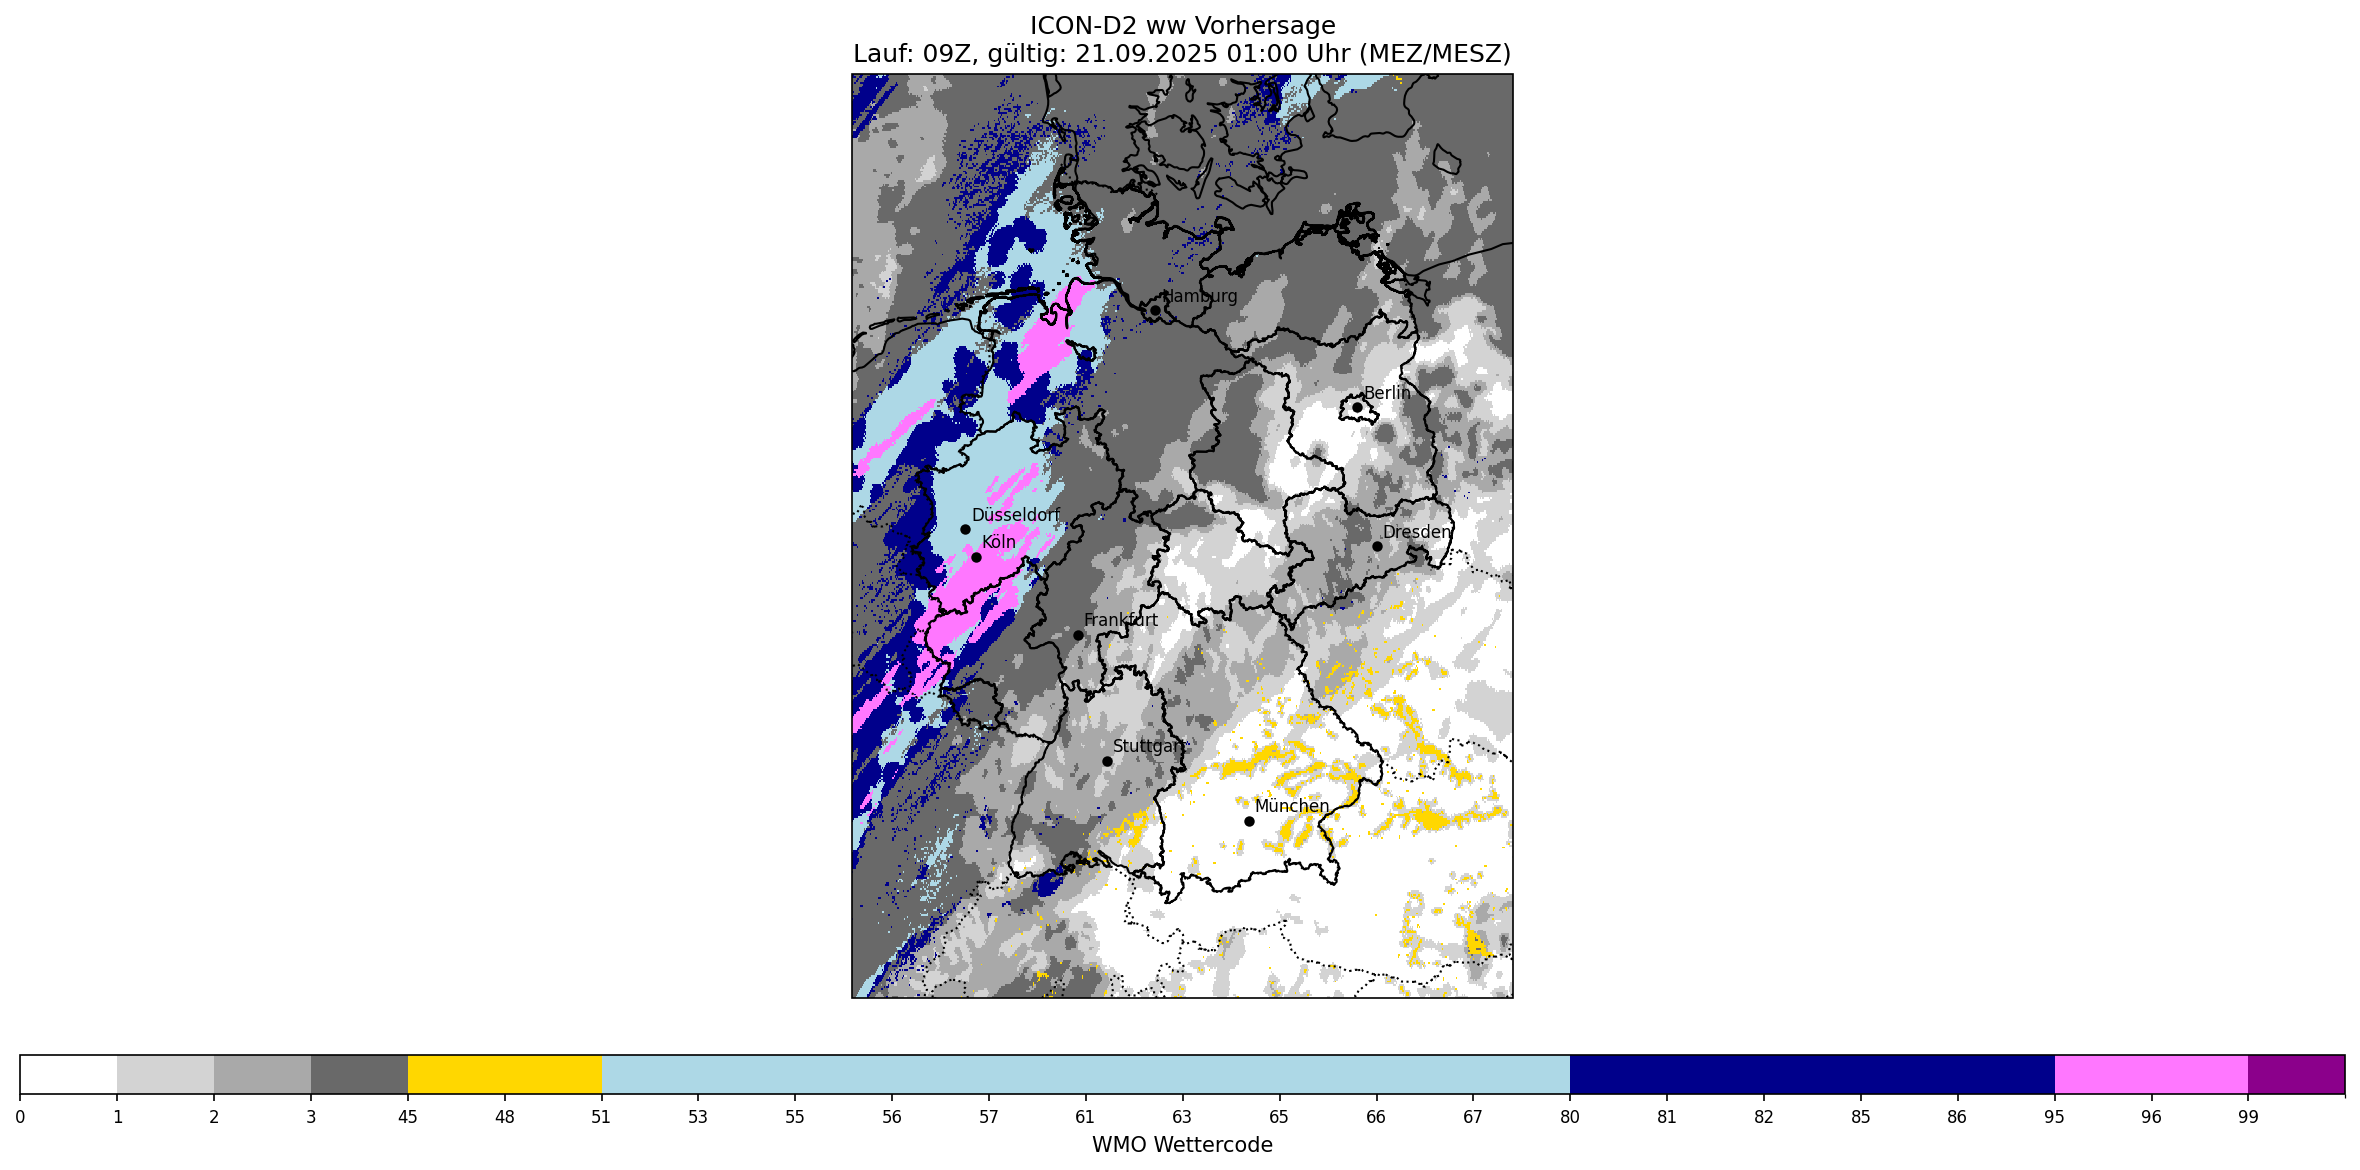 ICON-D2 ww Vorhersage
Lauf: 09Z, gültig: 21.09.2025 01:00 Uhr (MEZ/MESZ)
Hamburg
Berlin
Düsseldorf
Dresden
Köln
Frankfurt
Stuttgart
München
0 1 2 3 45 48 51 53 55 56 57 61 63 65 66 67 80 81 82 85 86 95 96 99
WMO Wettercode